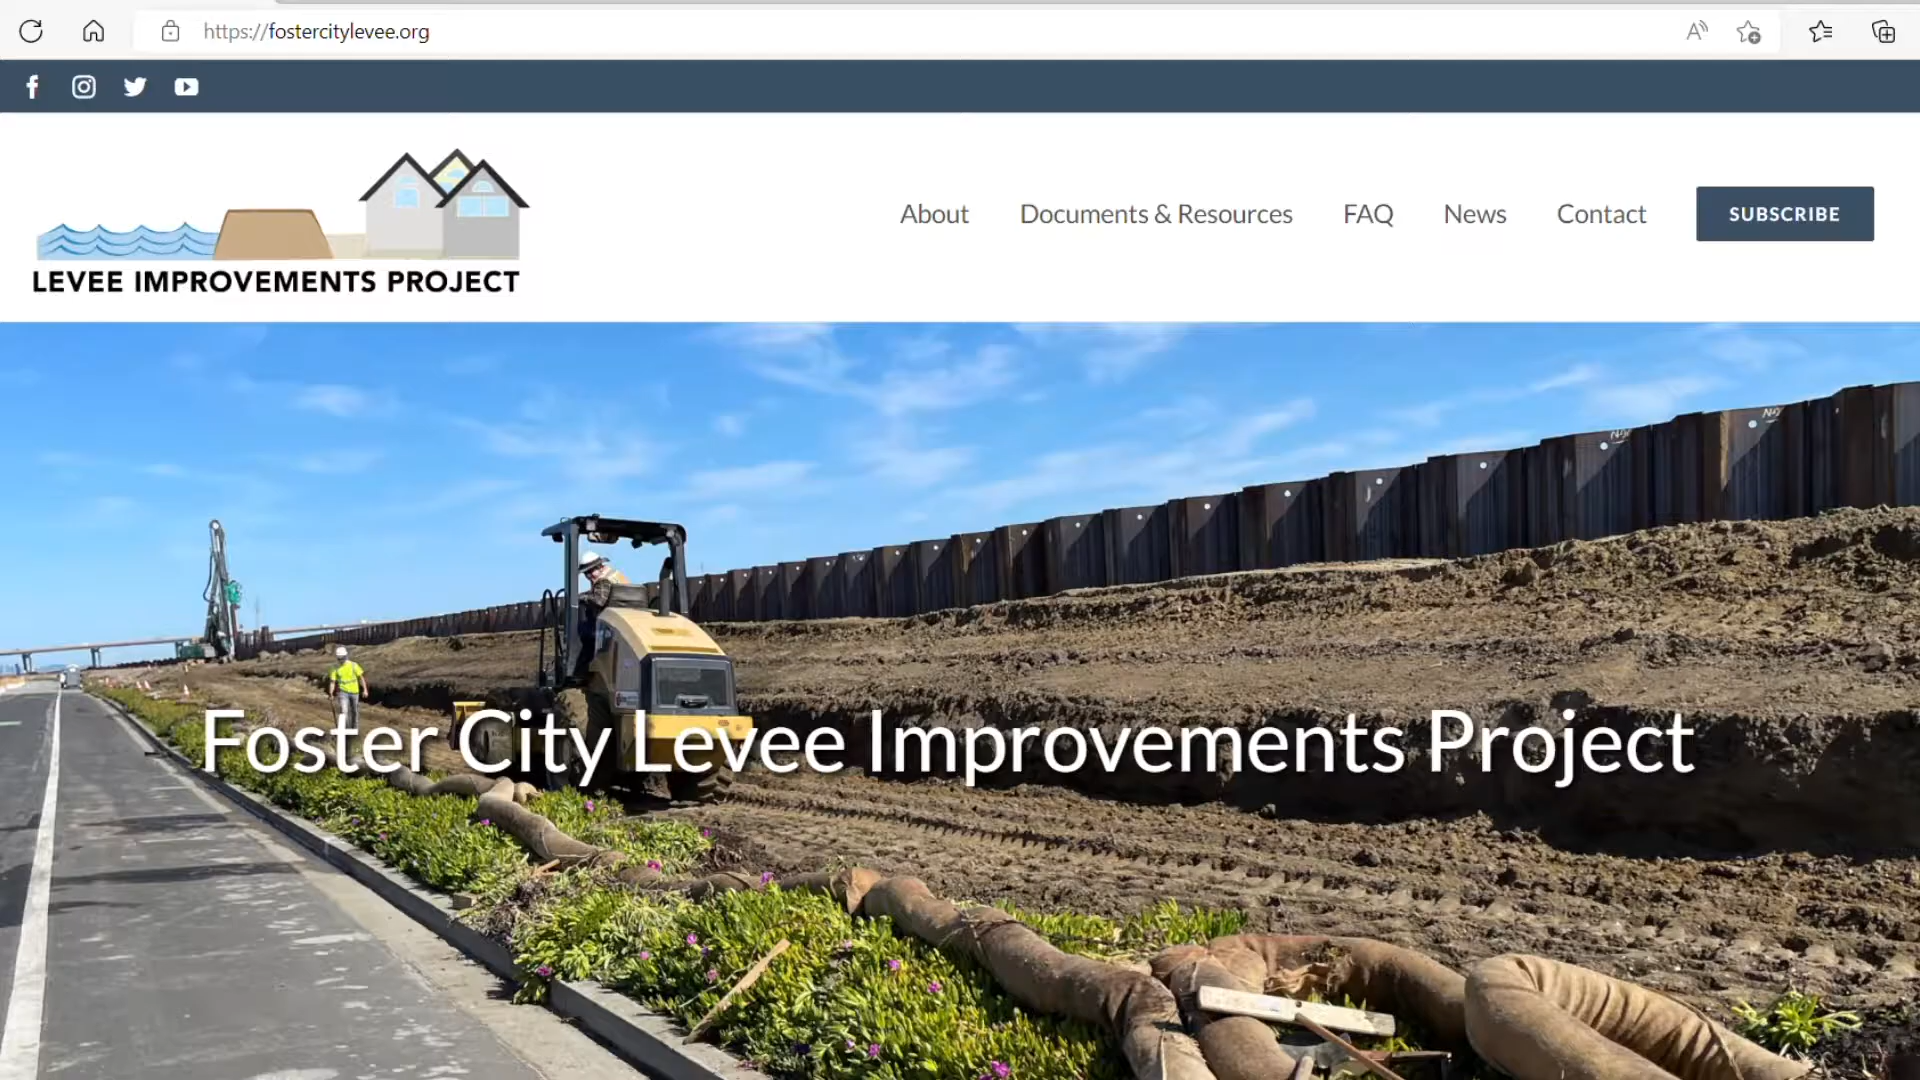 https://fostercitylevee.org
LEVEE IMPROVEMENTS PROJECT
About
Documents & Resources
FAQ
News
Contact
SUBSCRIBE
Foster City Levee Improvements Project